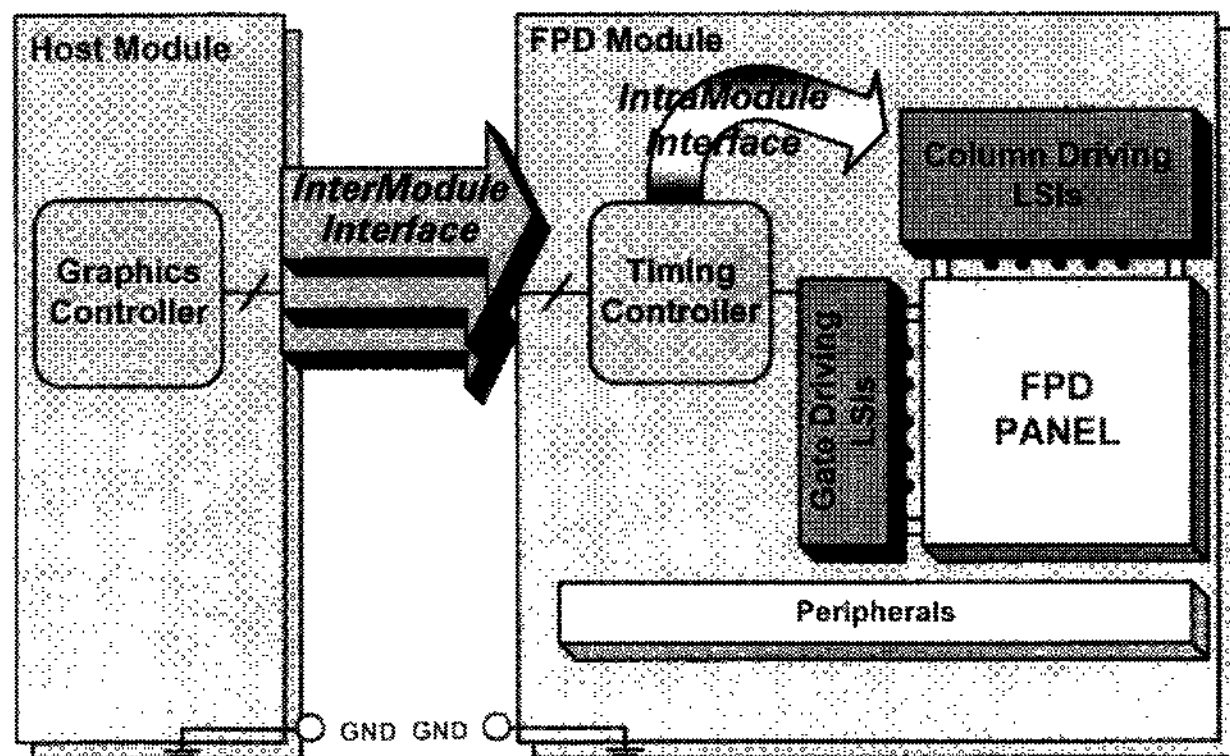 Host Module
FPD Module
IntraModule
Interface
Column Driving
LSIs
InterModule
Interface
Graphics
Controller
Timing
Controller
Gate Driving
LSIs
FPD
PANEL
Peripherals
GND GND